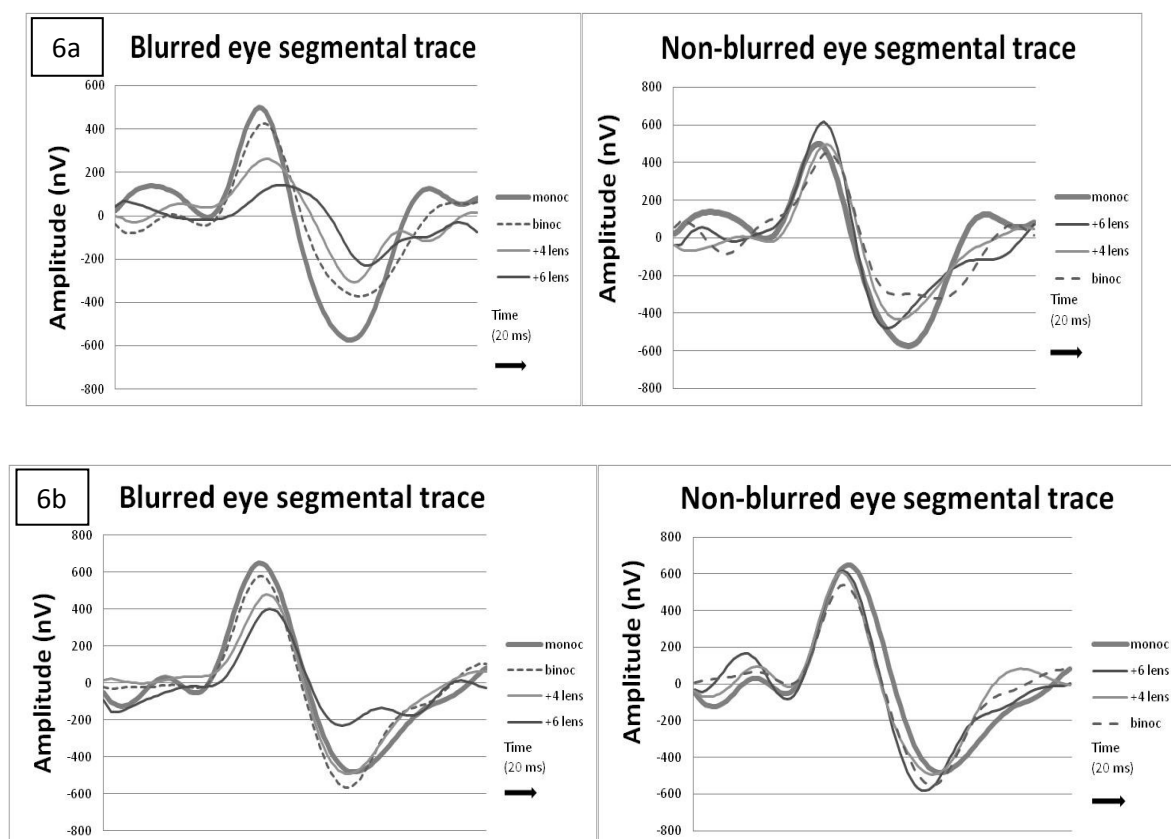 6a
Blurred eye segmental trace
Amplitude (nV)
600
400
200
0
-200
-400
-600
-800
monoc
binoc
+4 lens
+6 lens
Time
(20 ms)
Non-blurred eye segmental trace
Amplitude (nV)
800
600
400
200
0
-200
-400
-600
-800
monoc
+6 lens
+4 lens
binoc
Time
(20 ms)
6b
Blurred eye segmental trace
Amplitude (nV)
800
600
400
200
0
-200
-400
-600
-800
monoc
binoc
+4 lens
+6 lens
Time
(20 ms)
Non-blurred eye segmental trace
Amplitude (nV)
800
600
400
200
0
-200
-400
-600
-800
monoc
+6 lens
+4 lens
binoc
Time
(20 ms)